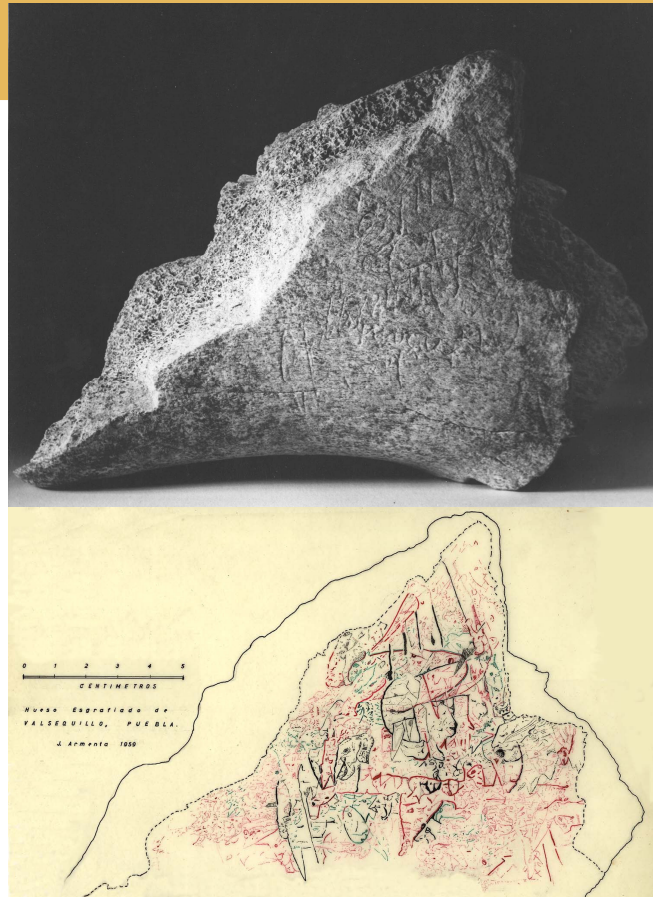 0 1 2 3 4 5
CENTIMETROS
Hueso Esgrafiado de
VALSEQUILLO, PUEBLA.
J. Armenta 1959